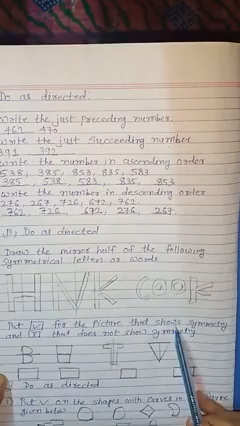 Do as directed.
Write the just preceding number.
469 470
Write the just succeeding number
391 392
Write the number in ascending order
538, 385, 853, 835, 583
385, 538, 583, 835, 853
Write the number in descending order
276, 267, 726, 672, 762.
762, 726, 672, 276, 267.
Do as directed
Draw the mirror half of the following
symmetrical letters or words
HINK COOK
Put [√] for the picture that shows symmetry
and [X] that does not show symmetry
B H T V
Do as directed
Put √ on the shapes with curves in
given below